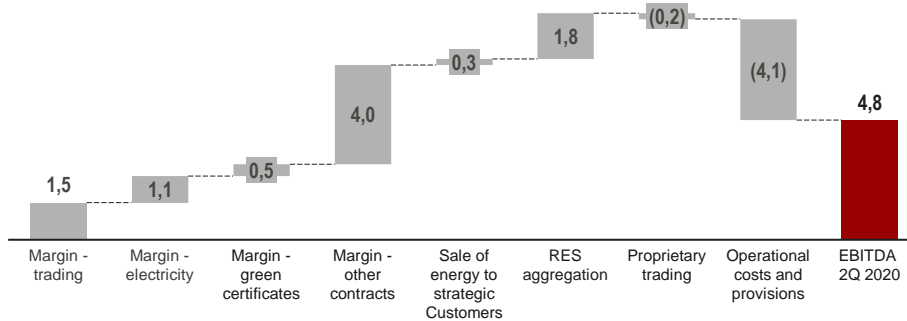 1,5
1,1
0,5
4,0
0,3
1,8
(0,2)
(4,1)
4,8
Margin -
trading
Margin -
electricity
Margin -
green
certificates
Margin -
other
contracts
Sale of
energy to
strategic
Customers
RES
aggregation
Proprietary
trading
Operational
costs and
provisions
EBITDA
2Q 2020